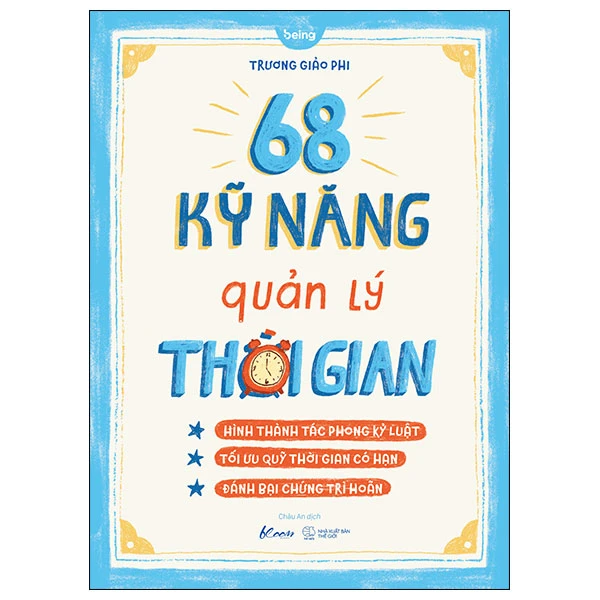 being
TRƯƠNG GIẢO PHI
68
KỸ NĂNG
quản lý
THỜI GIAN
HÌNH THÀNH TÁC PHONG KỶ LUẬT
TỐI ƯU QUỸ THỜI GIAN CÓ HẠN
ĐÁNH BẠI CHỨNG TRÌ HOÃN
Châu An dịch
bloom
NHÀ XUẤT BẢN
THẾ GIỚI